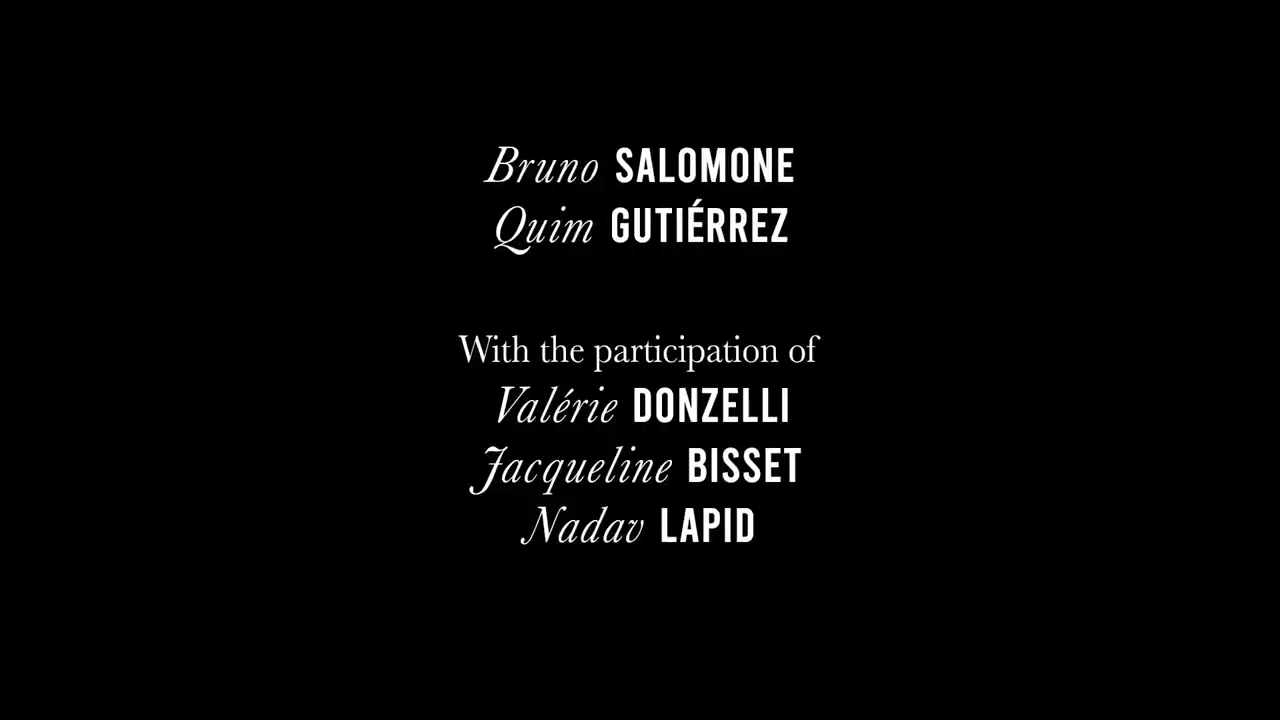 Bruno SALOMONE
Quim GUTIÉRREZ
With the participation of
Valérie DONZELLI
Jacqueline BISSET
Nadav LAPID